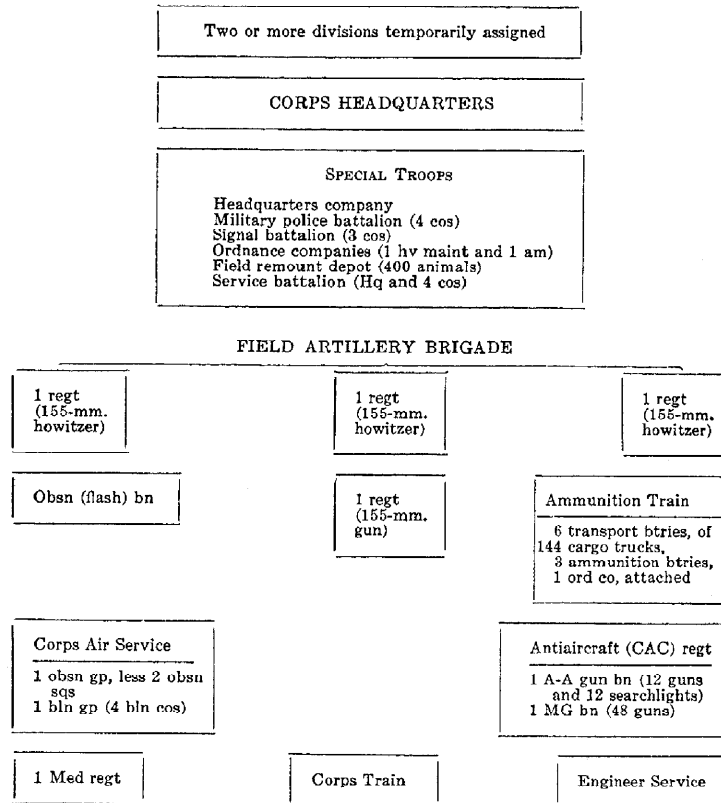 Two or more divisions temporarily assigned
CORPS HEADQUARTERS
SPECIAL TROOPS
Headquarters company
Military police battalion (4 cos)
Signal battalion (3 cos)
Ordnance companies (1 hv maint and 1 am)
Field remount depot (400 animals)
Service battalion (Hq and 4 cos)
FIELD ARTILLERY BRIGADE
1 regt
(155-mm.
howitzer)
1 regt
(155-mm.
howitzer)
1 regt
(155-mm.
howitzer)
Obsn (flash) bn
1 regt
(155-mm.
gun)
Ammunition Train
6 transport btries, of
144 cargo trucks,
3 ammunition btries,
1 ord co, attached
Corps Air Service
1 obsn gp, less 2 obsn
sqs
1 bln gp (4 bln cos)
Antiaircraft (CAC) regt
1 A-A gun bn (12 guns
and 12 searchlights)
1 MG bn (48 guns)
1 Med regt
Corps Train
Engineer Service